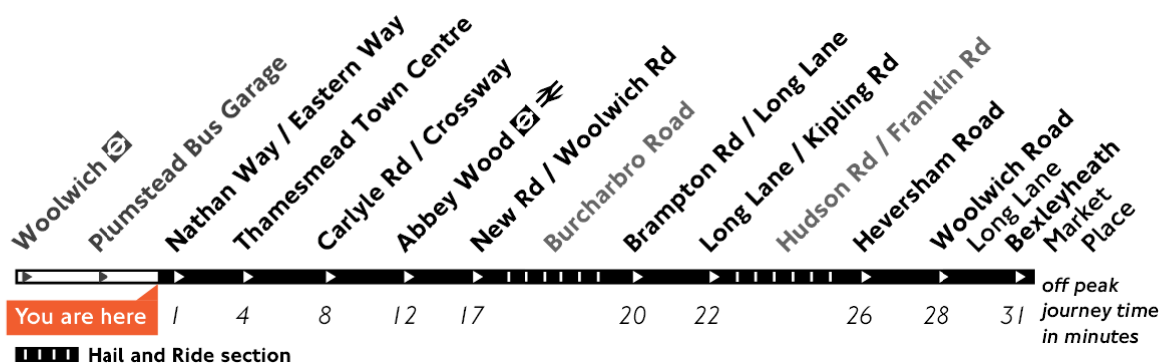 Woolwich
Plumstead Bus Garage
Nathan Way / Eastern Way
Thamesmead Town Centre
Carlyle Rd / Crossway
Abbey Wood
New Rd / Woolwich Rd
Burcharbro Road
Brampton Rd / Long Lane
Long Lane / Kipling Rd
Hudson Rd / Franklin Rd
Heversham Road
Woolwich Road
Long Lane
Bexleyheath
Market
Place
You are here
1 4 8 12 17 20 22 26 28 31
off peak
journey time
in minutes
Hail and Ride section